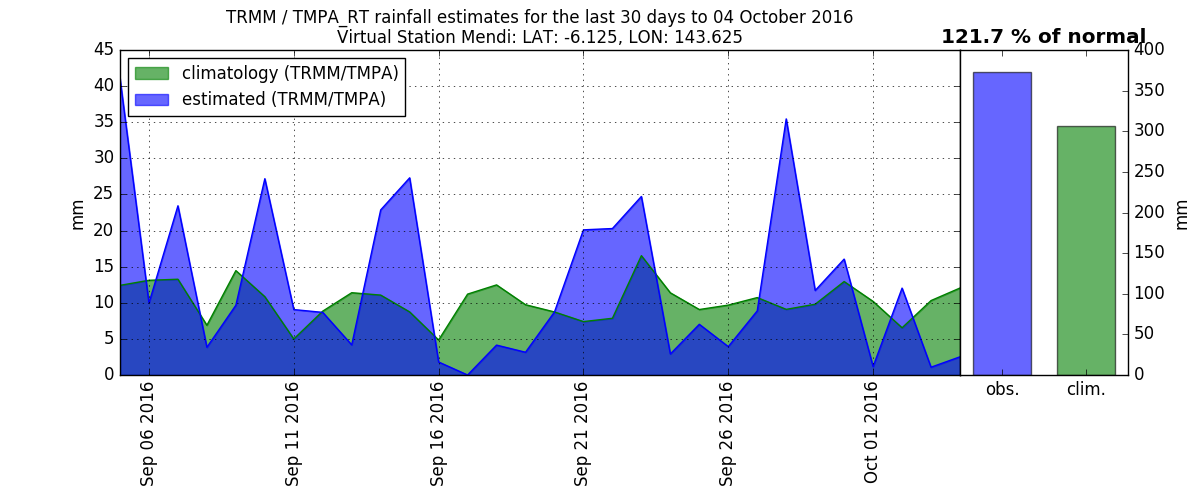 TRMM / TMPA_RT rainfall estimates for the last 30 days to 04 October 2016
Virtual Station Mendi: LAT: -6.125, LON: 143.625
121.7 % of normal
climatology (TRMM/TMPA)
estimated (TRMM/TMPA)
45
40
35
30
25
20
15
10
5
0
mm
Sep 06 2016
Sep 11 2016
Sep 16 2016
Sep 21 2016
Sep 26 2016
Oct 01 2016
400
350
300
250
200
150
100
50
0
mm
obs.
clim.